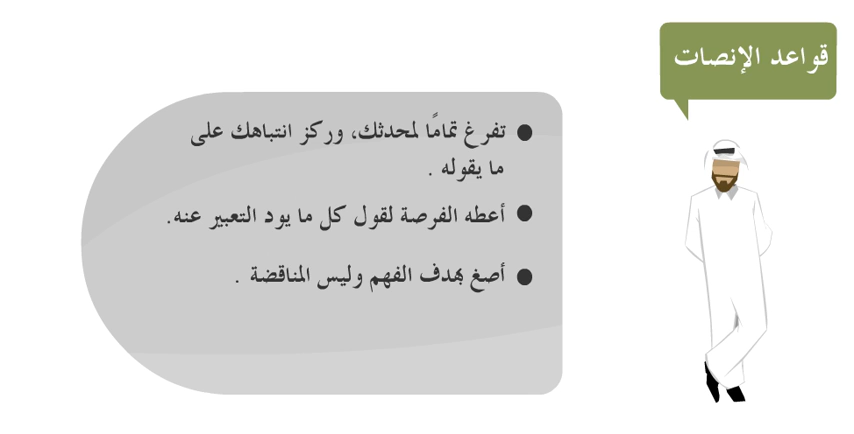 قواعد الإنصات
تفرغ تمامًا لمحدثك، وركز انتباهك على
ما يقوله .
أعطه الفرصة لقول كل ما يود التعبير عنه.
أصغ بهدف الفهم وليس المناقضة .